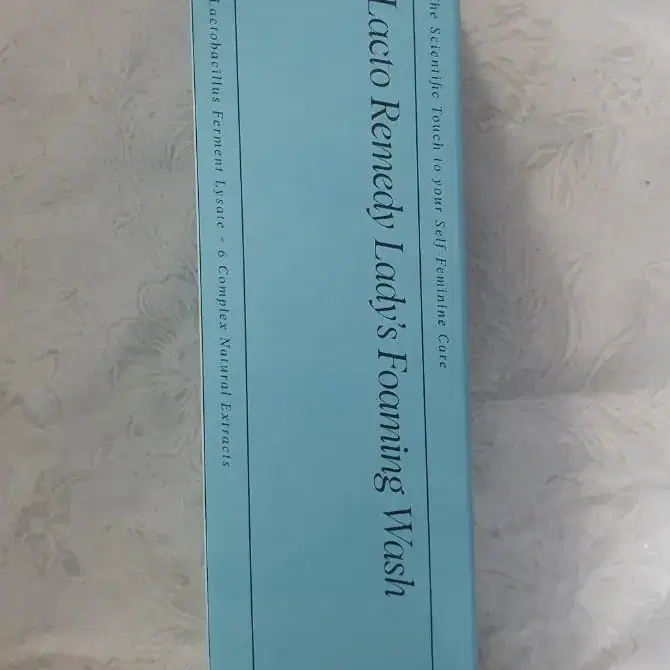 he Scientific Touch to your Self Feminine Care
Lacto Remedy Lady's Foaming Wash
Lactobacillus Ferment Lysate - 6 Complex Natural Extracts